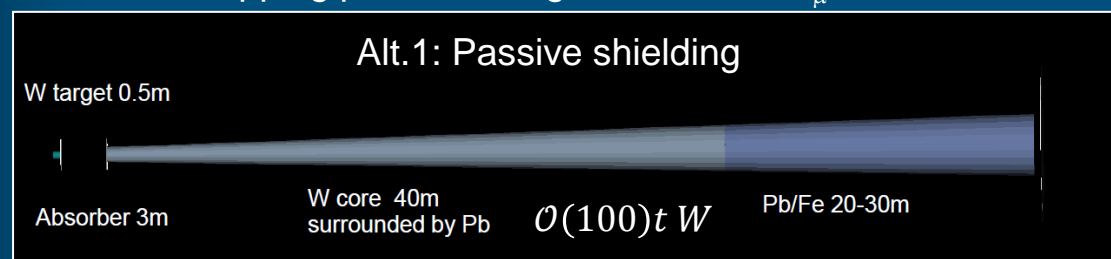 Alt.1: Passive shielding
W target 0.5m
Absorber 3m
W core 40m
surrounded by Pb
𝒪(100)t W
Pb/Fe 20-30m